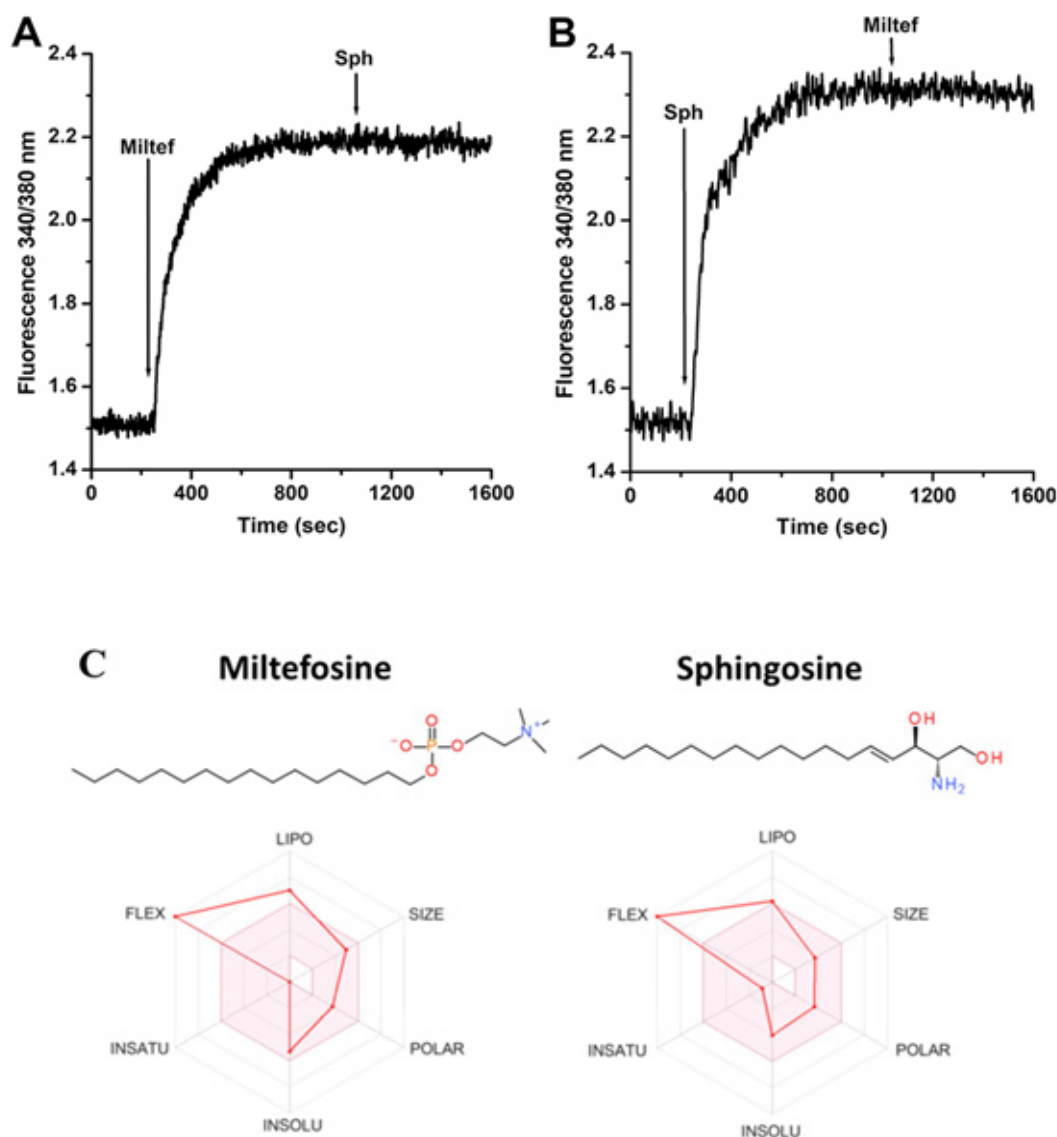 A
B
Sph
Miltef
Miltef
Sph
Fluorescence 340/380 nm
2.4
2.2
2.0
1.8
1.6
1.4
0
400
800
1200
1600
Time (sec)
Fluorescence 340/380 nm
2.4
2.2
2.0
1.8
1.6
1.4
0
400
800
1200
1600
Time (sec)
C
Miltefosine
Sphingosine
O
-O
P
O
N+
O
OH
OH
NH2
LIPO
SIZE
POLAR
INSOLU
INSATU
FLEX
LIPO
SIZE
POLAR
INSOLU
INSATU
FLEX